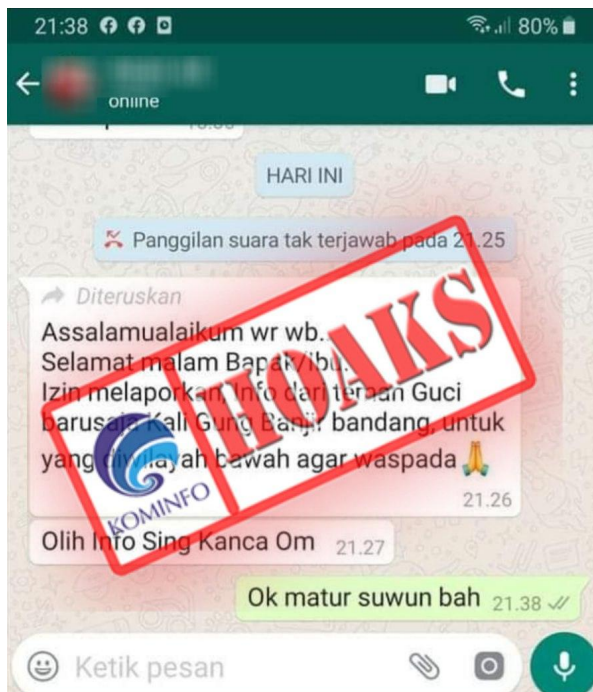 21:38 80%
online
HARI INI
Panggilan suara tak terjawab pada 21.25
Diteruskan
Assalamualaikum wr wb..
Selamat malam Bapak/ibu.
Izin melaporkan, Info dari teman Guci
barusaja Kali Gung Banjir bandang, untuk
yang diwilayah bawah agar waspada 🙏
21.26
HOAKS
KOMINFO
Olih Info Sing Kanca Om 21.27
Ok matur suwun bah 21.38
Ketik pesan